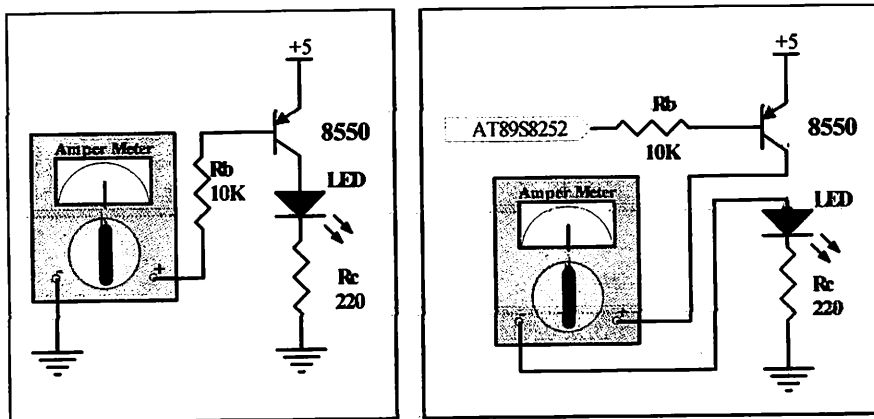 +5
8550
Amper Meter
Rb
10K
LED
- +
Rc
220
+5
Rb
AT89S8252
10K
8550
Amper Meter
LED
- +
Rc
220